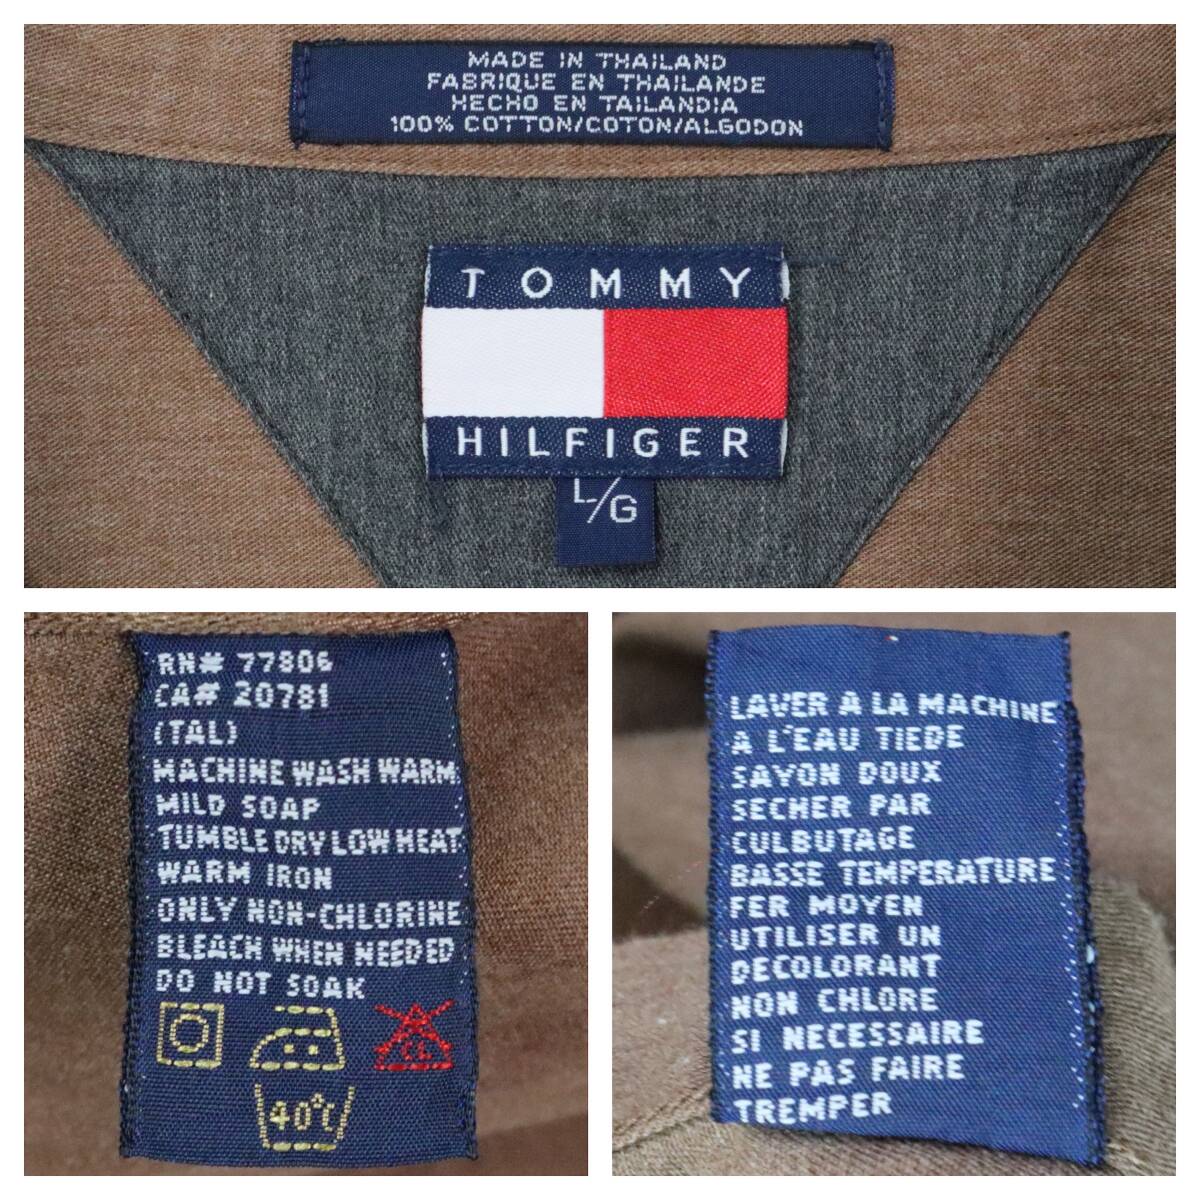 MADE IN THAILAND
FABRIQUE EN THAILANDE
HECHO EN TAILANDIA
100% COTTON/COTON/ALGODON
TOMMY
HILFIGER
L/G
RN# 77806
CA# 20781
(TAL)
MACHINE WASH WARM
MILD SOAP
TUMBLE DRY LOW HEAT
WARM IRON
ONLY NON-CHLORINE
BLEACH WHEN NEEDED
DO NOT SOAK
CL
40°C
LAVER A LA MACHINE
A L'EAU TIEDE
SAVON DOUX
SECHER PAR
CULBUTAGE
BASSE TEMPERATURE
FER MOYEN
UTILISER UN
DECOLORANT
NON CHLORE
SI NECESSAIRE
NE PAS FAIRE
TREMPER